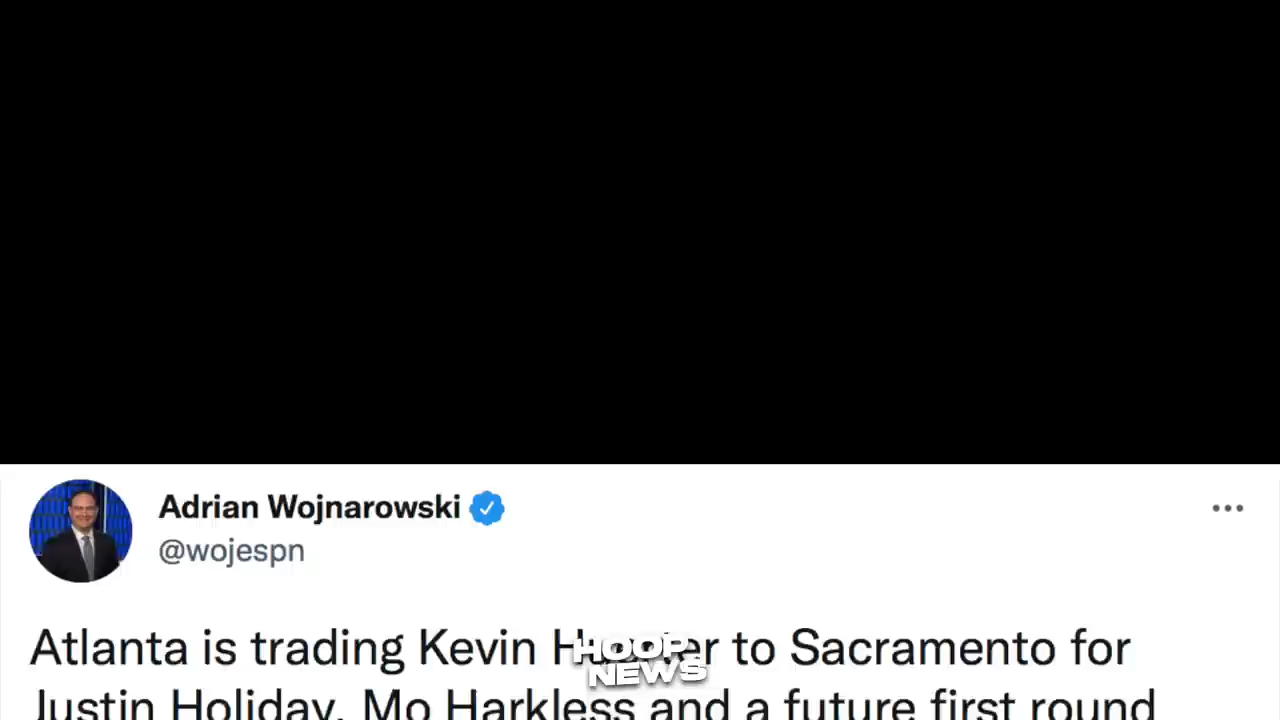 Adrian Wojnarowski
@wojespn
Atlanta is trading Kevin to Sacramento for
Justin Holiday, Mo Harkless and a future first round
HOOP
NEWS